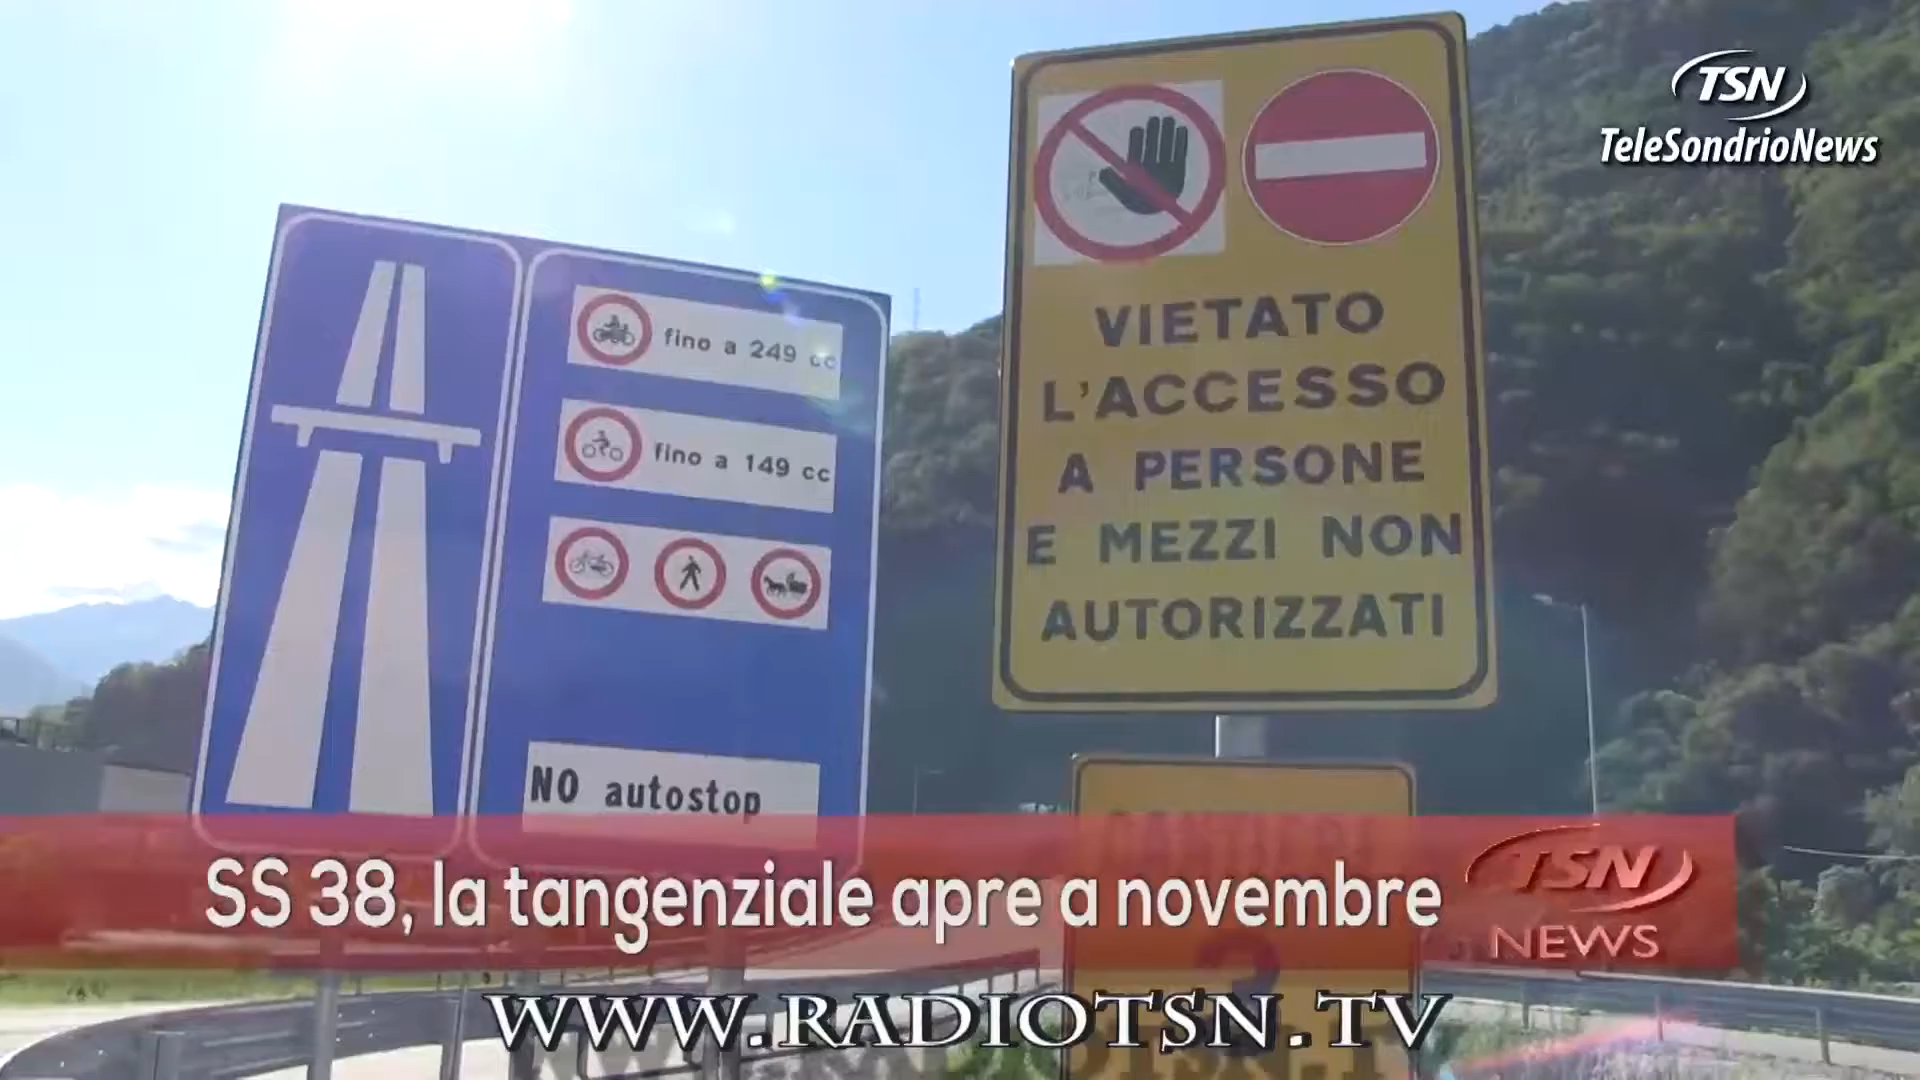 TSN
TeleSondrioNews
VIETATO
L'ACCESSO
A PERSONE
E MEZZI NON
AUTORIZZATI
fino a 249 cc
fino a 149 cc
NO autostop
SS 38, la tangenziale apre a novembre
TSN
NEWS
WWW.RADIOTSN.TV